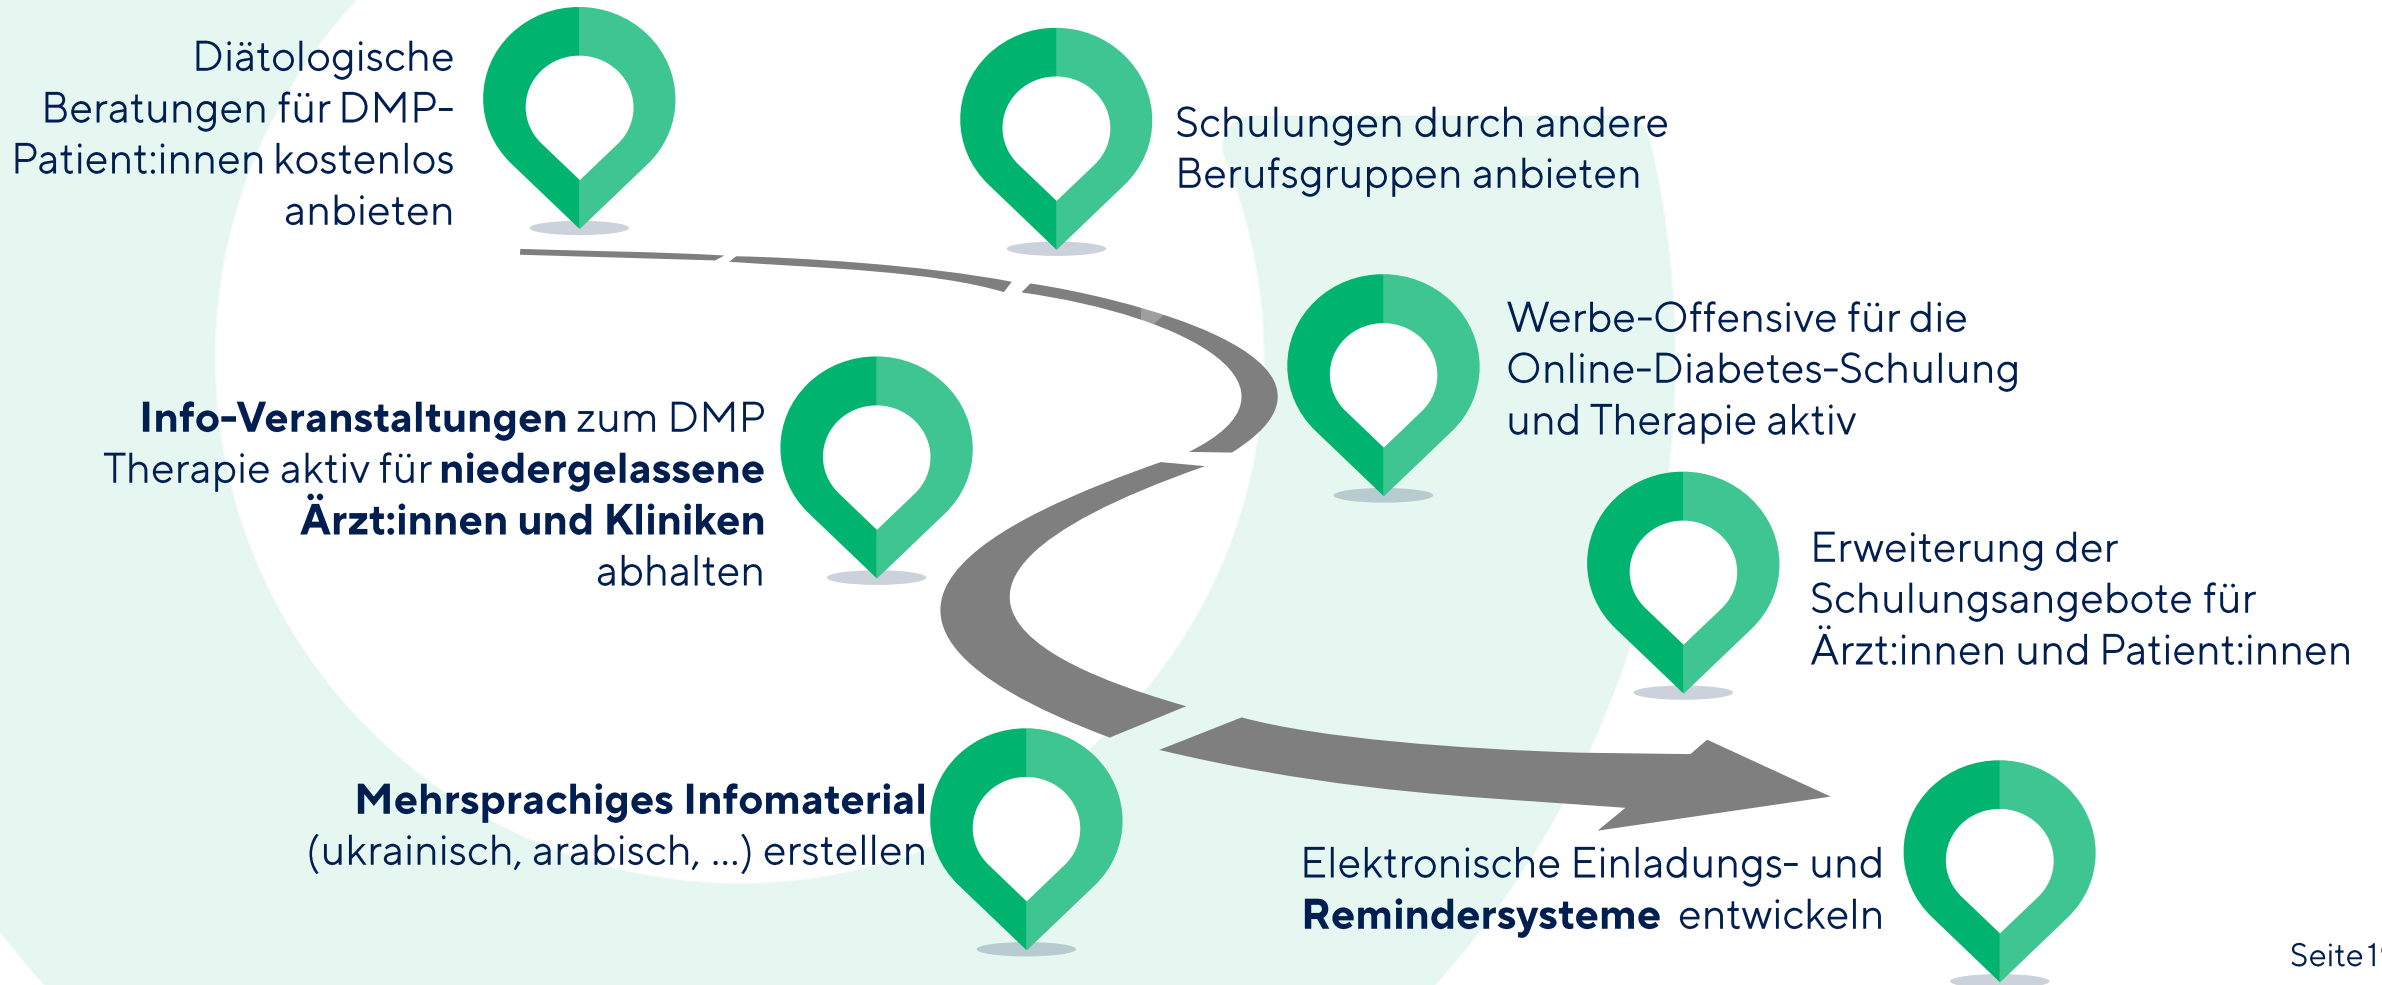 Diätologische
Beratungen für DMP-
Patient:innen kostenlos
anbieten
Schulungen durch andere
Berufsgruppen anbieten
Werbe-Offensive für die
Online-Diabetes-Schulung
und Therapie aktiv
Info-Veranstaltungen zum DMP
Therapie aktiv für niedergelassene
Ärzt:innen und Kliniken
abhalten
Erweiterung der
Schulungsangebote für
Ärzt:innen und Patient:innen
Mehrsprachiges Infomaterial
(ukrainisch, arabisch, ...) erstellen
Elektronische Einladungs- und
Remindersysteme entwickeln
Seite